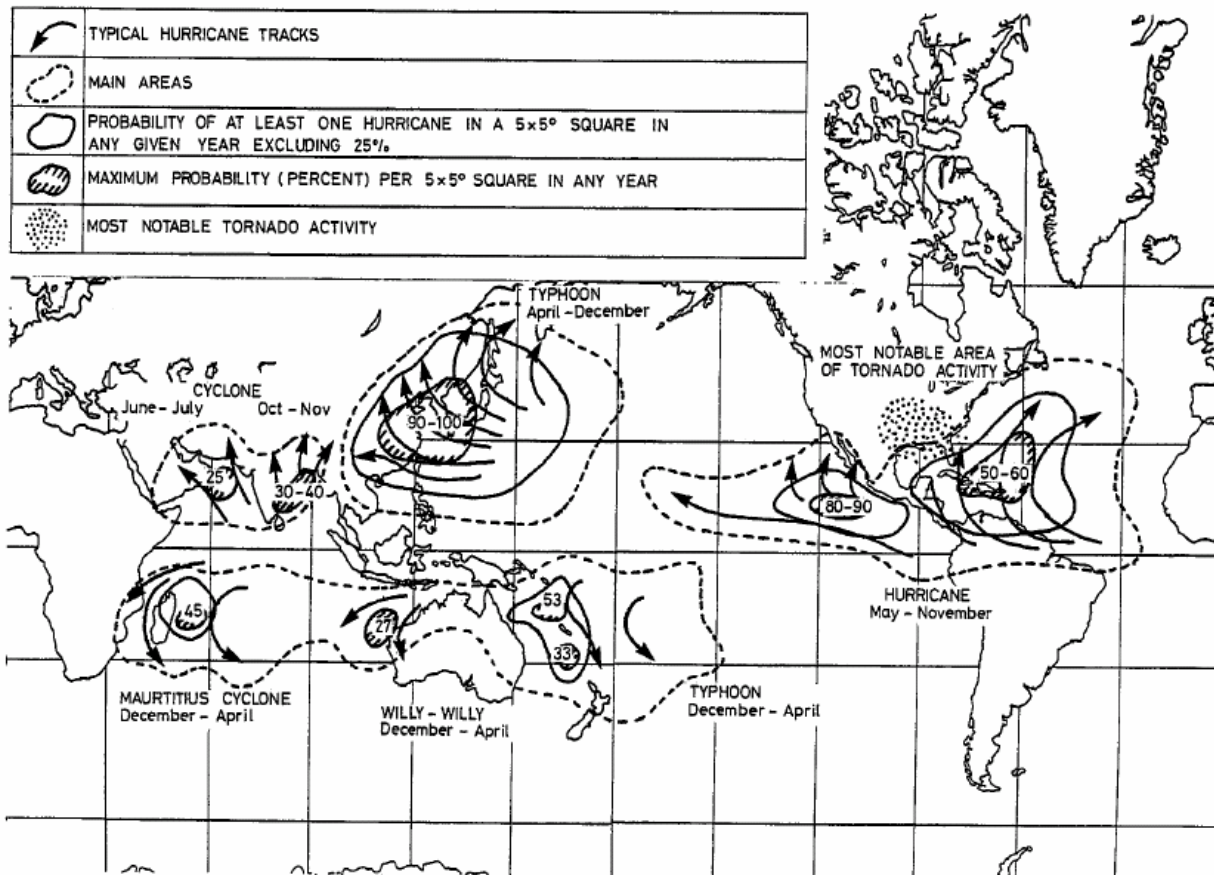 TYPICAL HURRICANE TRACKS
MAIN AREAS
PROBABILITY OF AT LEAST ONE HURRICANE IN A 5×5° SQUARE IN
ANY GIVEN YEAR EXCLUDING 25%
MAXIMUM PROBABILITY (PERCENT) PER 5×5° SQUARE IN ANY YEAR
MOST NOTABLE TORNADO ACTIVITY
TYPHOON
April – December
MOST NOTABLE AREA
OF TORNADO ACTIVITY
CYCLONE
June – July Oct – Nov
90–100
25
30–40
80–90
50–60
45
27
53
33
HURRICANE
May – November
MAURTITIUS CYCLONE
December – April
WILLY – WILLY
December – April
TYPHOON
December – April